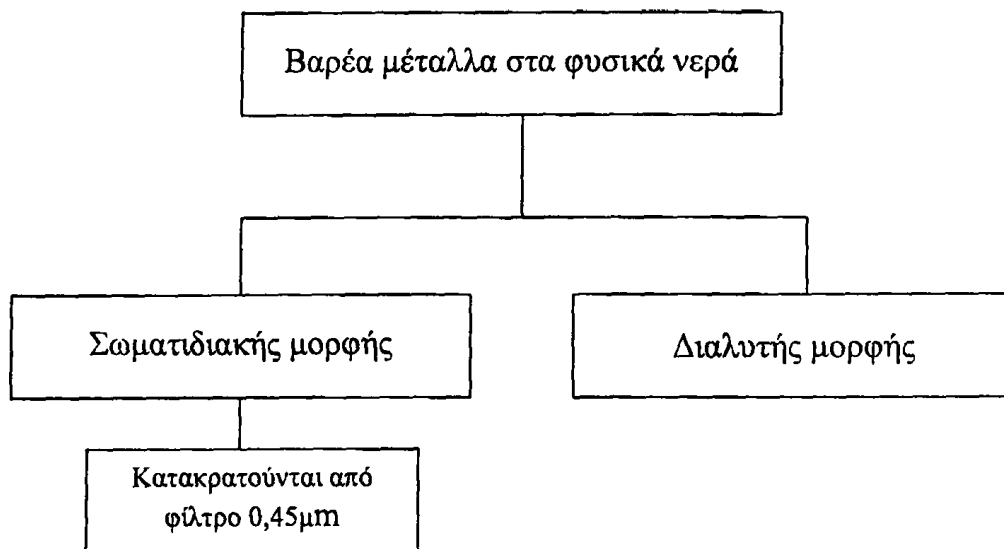 Βαρέα μέταλλα στα φυσικά νερά
Σωματιδιακής μορφής
Διαλυτής μορφής
Κατακρατούνται από
φίλτρο 0,45μm